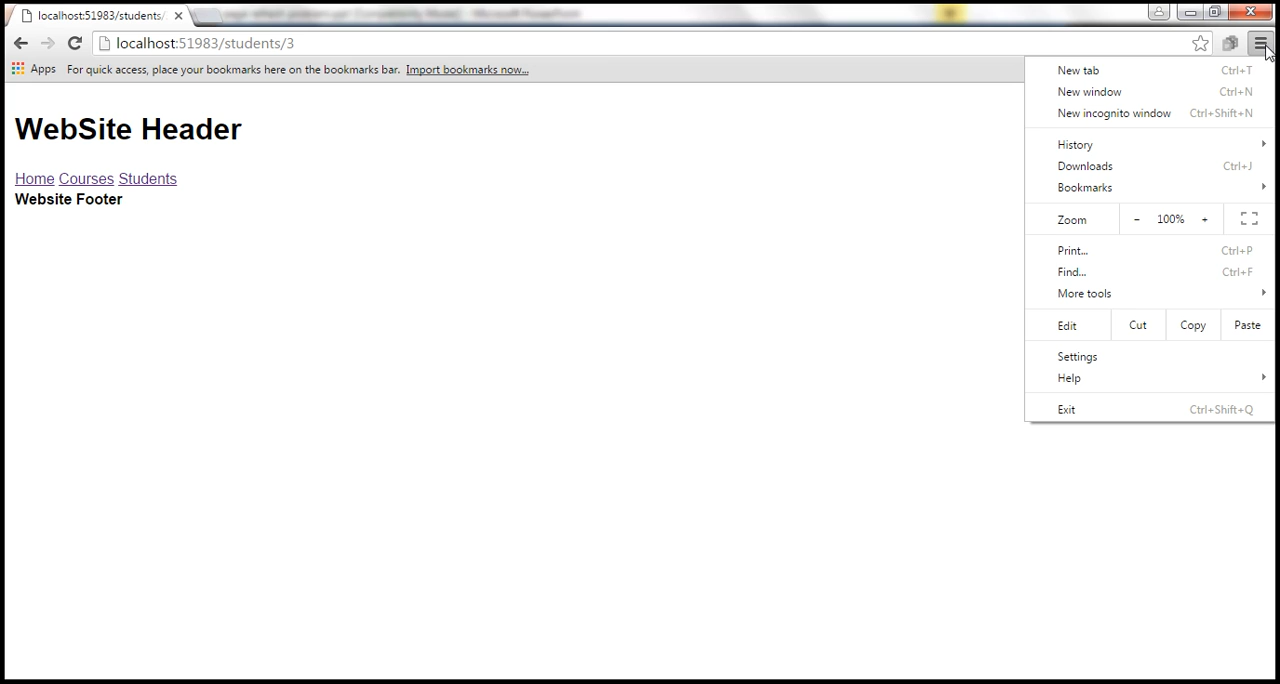 localhost:51983/students/
localhost:51983/students/3
Apps For quick access, place your bookmarks here on the bookmarks bar. Import bookmarks now...
WebSite Header
Home Courses Students
Website Footer
New tab Ctrl+T
New window Ctrl+N
New incognito window Ctrl+Shift+N
History
Downloads Ctrl+J
Bookmarks
Zoom - 100% +
Print... Ctrl+P
Find... Ctrl+F
More tools
Edit Cut Copy Paste
Settings
Help
Exit Ctrl+Shift+Q